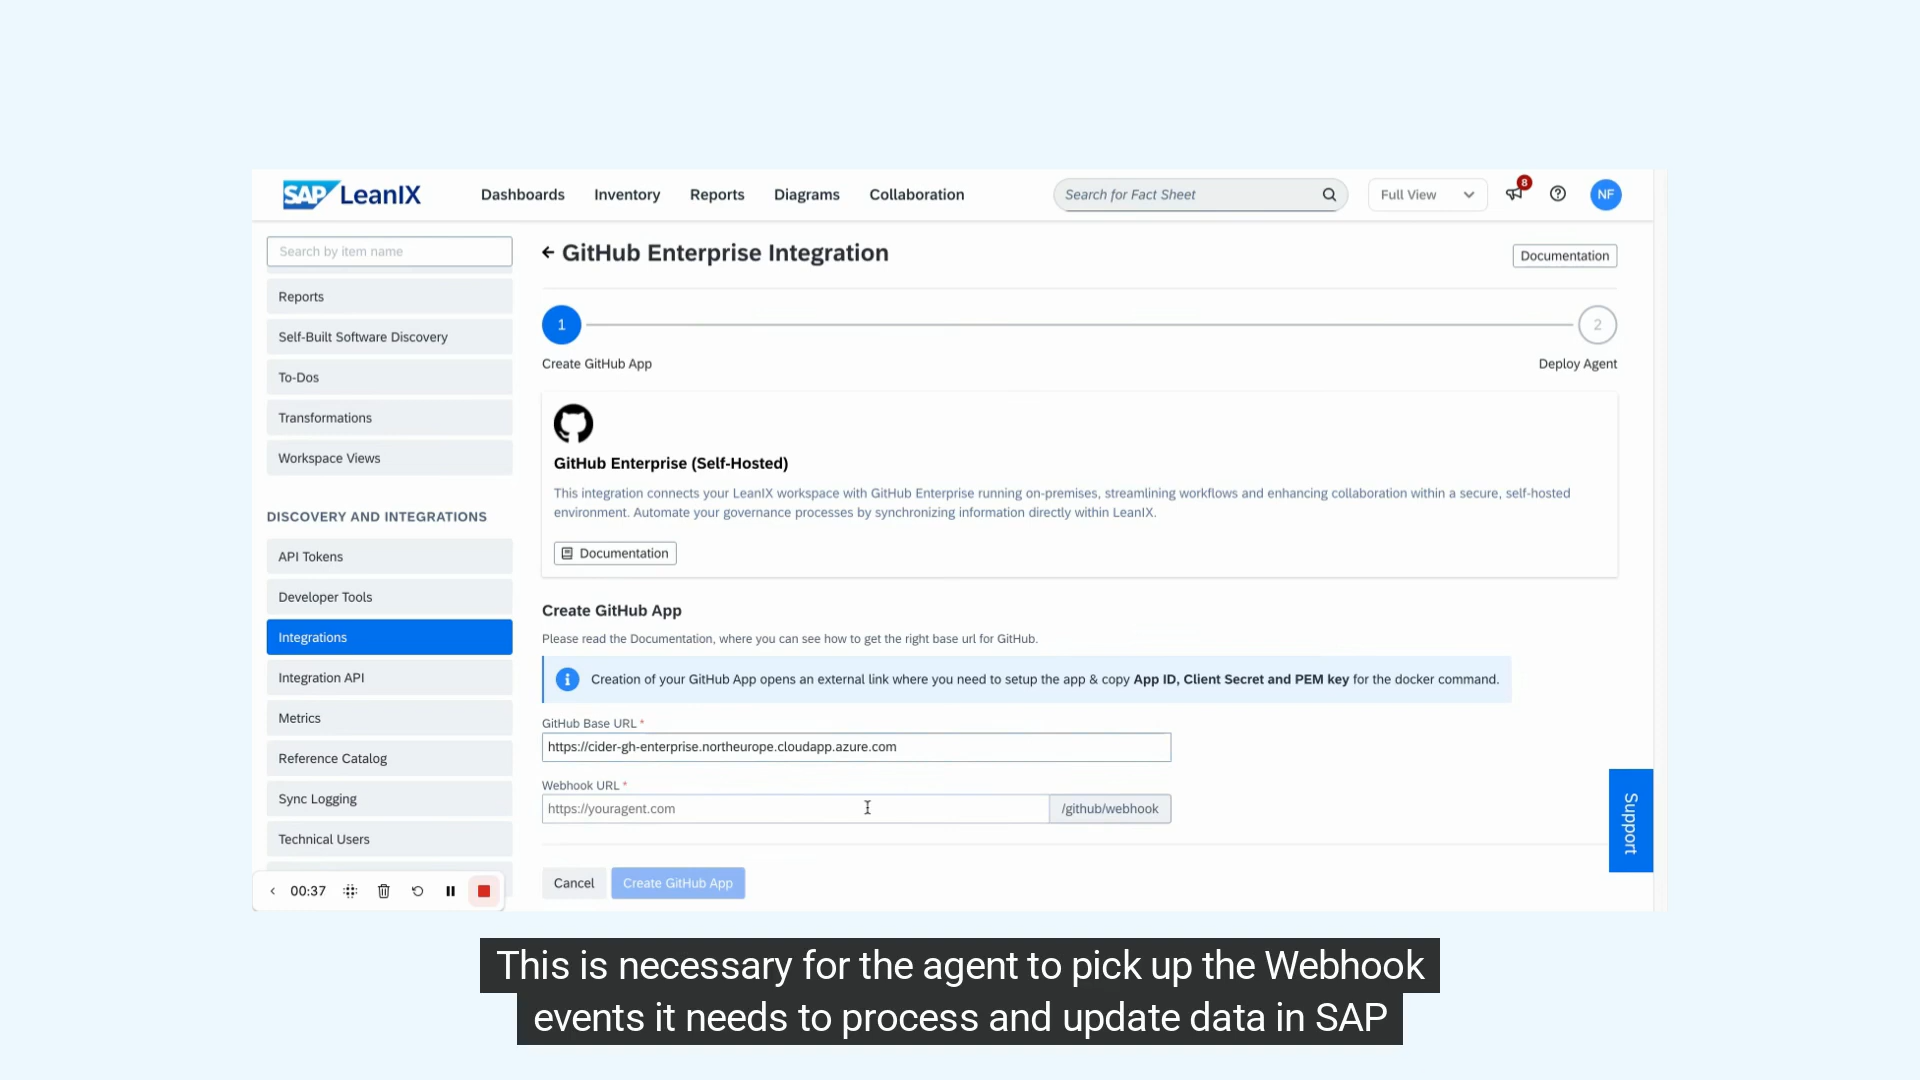 SAP LeanIX
Dashboards
Inventory
Reports
Diagrams
Collaboration
Search for Fact Sheet
Full View
8
NF
Search by item name
Reports
Self-Built Software Discovery
To-Dos
Transformations
Workspace Views
DISCOVERY AND INTEGRATIONS
API Tokens
Developer Tools
Integrations
Integration API
Metrics
Reference Catalog
Sync Logging
Technical Users
00:37
GitHub Enterprise Integration
Documentation
1
2
Create GitHub App
Deploy Agent
GitHub Enterprise (Self-Hosted)
This integration connects your LeanIX workspace with GitHub Enterprise running on-premises, streamlining workflows and enhancing collaboration within a secure, self-hosted
environment. Automate your governance processes by synchronizing information directly within LeanIX.
Documentation
Create GitHub App
Please read the Documentation, where you can see how to get the right base url for GitHub.
Creation of your GitHub App opens an external link where you need to setup the app & copy App ID, Client Secret and PEM key for the docker command.
GitHub Base URL *
https://cider-gh-enterprise.northeurope.cloudapp.azure.com
Webhook URL *
https://youragent.com
/github/webhook
Cancel
Create GitHub App
Support
This is necessary for the agent to pick up the Webhook
events it needs to process and update data in SAP